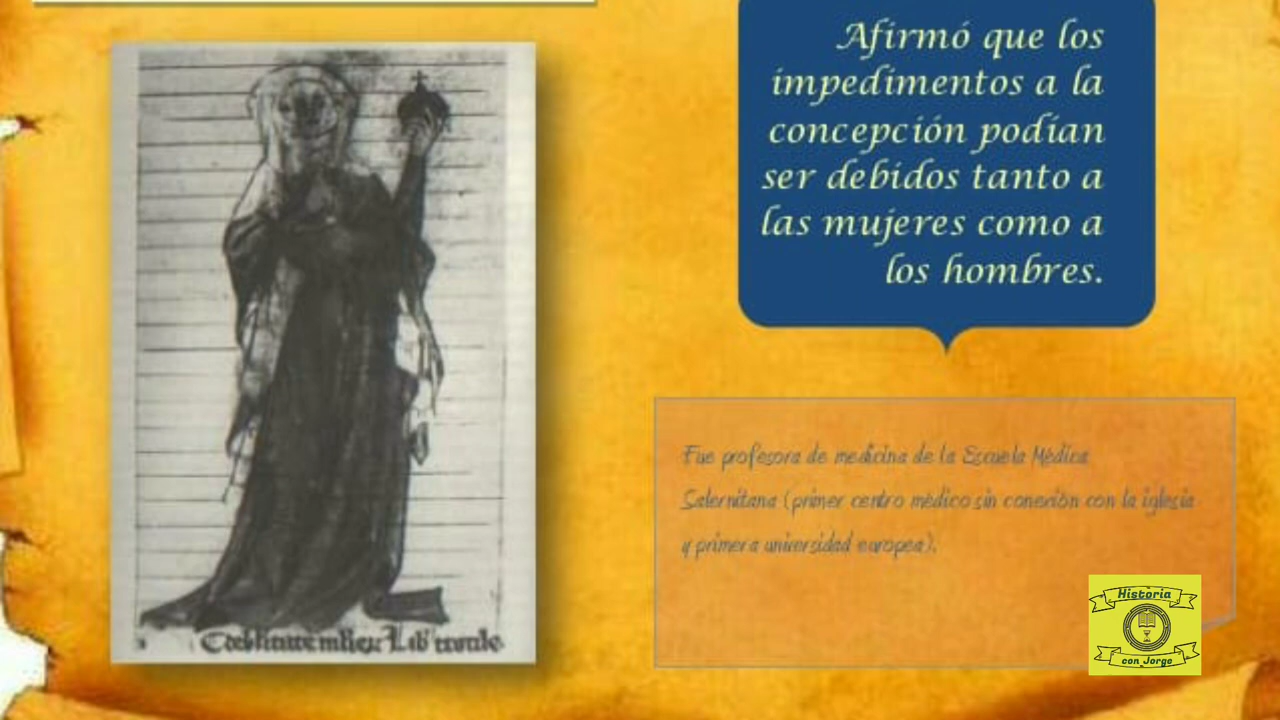 Afirmó que los
impedimentos a la
concepción podían
ser debidos tanto a
las mujeres como a
los hombres.
Fue profesora de medicina de la Escuela Médica
Salernitana (primer centro médico sin conexión con la iglesia
y primera universidad europea).
Historia
con Jorge